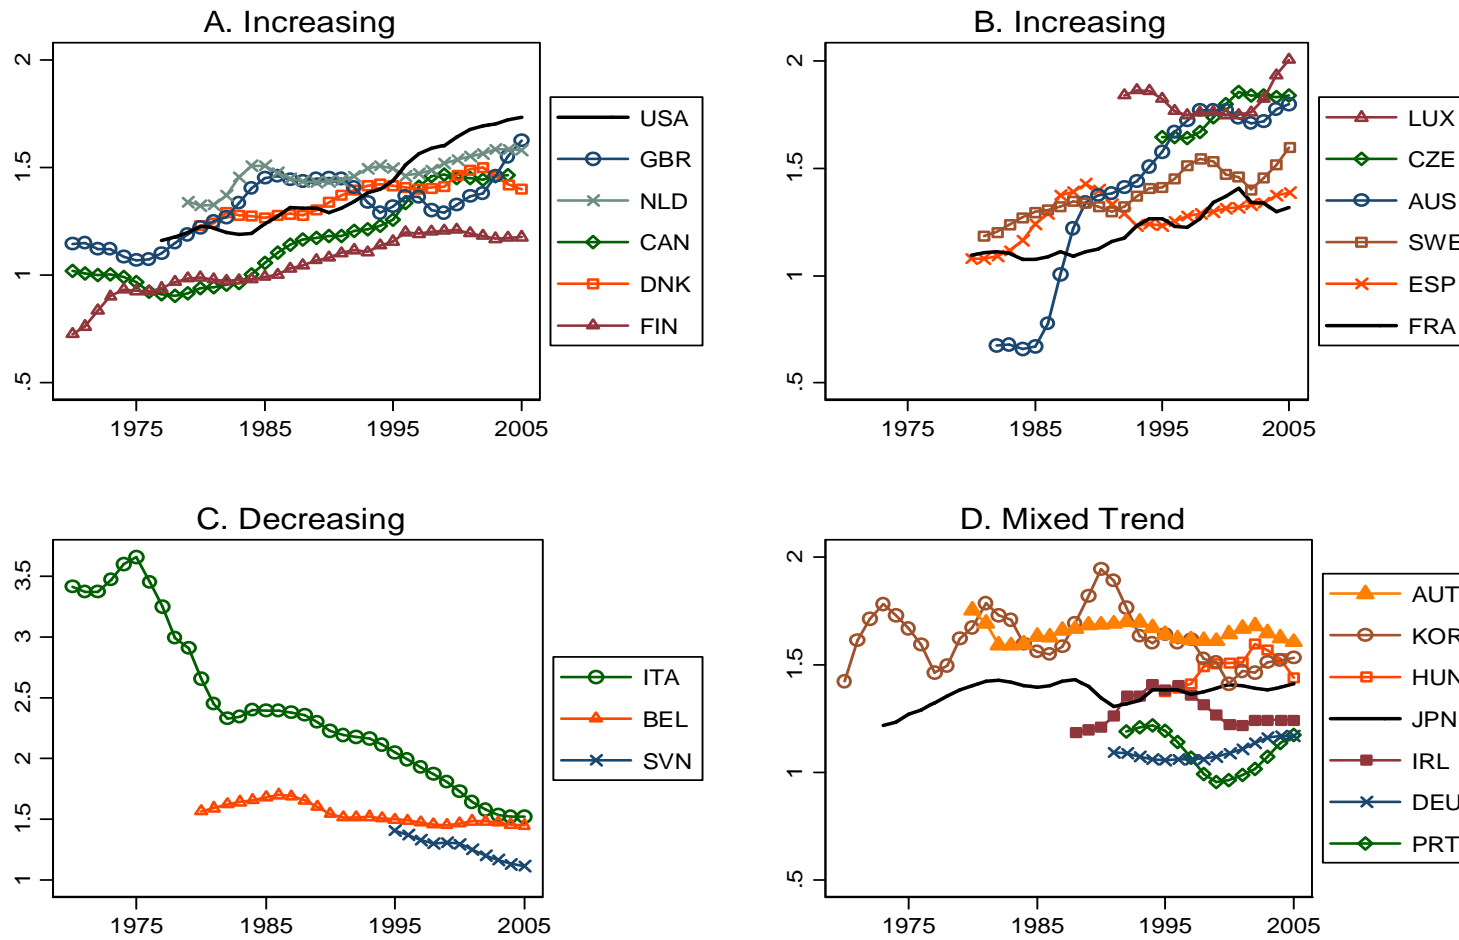 A. Increasing
2
1.5
1
.5
1975 1985 1995 2005
USA
GBR
NLD
CAN
DNK
FIN
B. Increasing
2
1.5
1
.5
1975 1985 1995 2005
LUX
CZE
AUS
SWE
ESP
FRA
C. Decreasing
3.5
3
2.5
2
1.5
1
1975 1985 1995 2005
ITA
BEL
SVN
D. Mixed Trend
2
1.5
1
.5
1975 1985 1995 2005
AUT
KOR
HUN
JPN
IRL
DEU
PRT